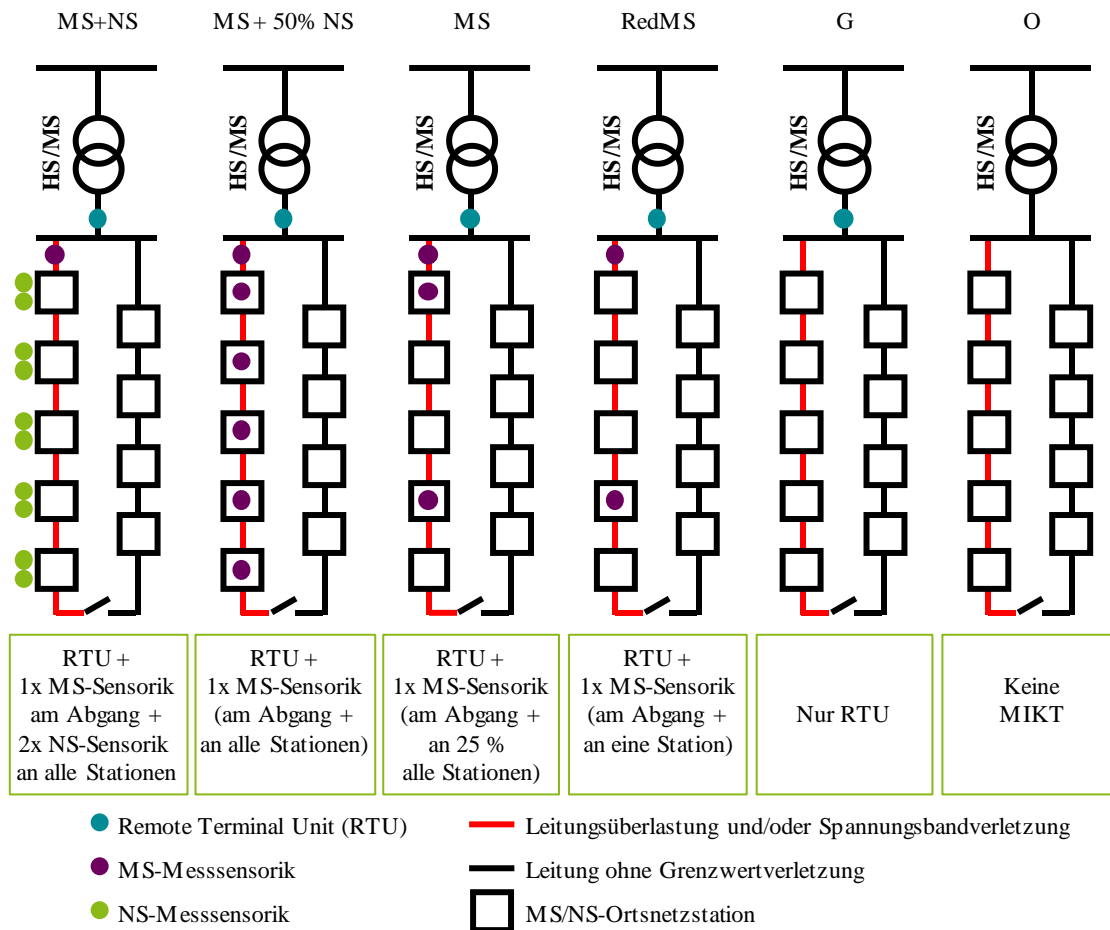 MS+NS
MS + 50% NS
MS
RedMS
G
O
HS/MS
HS/MS
HS/MS
HS/MS
HS/MS
HS/MS
RTU +
1x MS-Sensorik
am Abgang +
2x NS-Sensorik
an alle Stationen
RTU +
1x MS-Sensorik
(am Abgang +
an alle Stationen)
RTU +
1x MS-Sensorik
(am Abgang +
an 25 %
alle Stationen)
RTU +
1x MS-Sensorik
(am Abgang +
an eine Station)
Nur RTU
Keine
MIKT
Remote Terminal Unit (RTU)
MS-Messsensorik
NS-Messsensorik
Leitungsüberlastung und/oder Spannungsbandverletzung
Leitung ohne Grenzwertverletzung
MS/NS-Ortsnetzstation